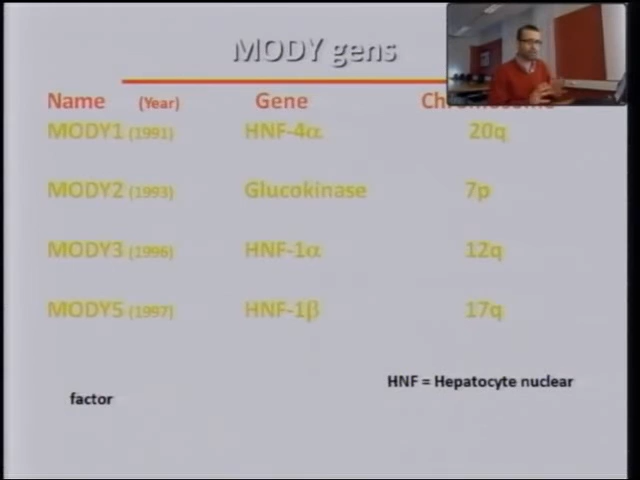 MODY gens
Name (Year) Gene
MODY1 (1991) HNF-4α 20q
MODY2 (1993) Glucokinase 7p
MODY3 (1996) HNF-1α 12q
MODY5 (1997) HNF-1β 17q
HNF = Hepatocyte nuclear
factor